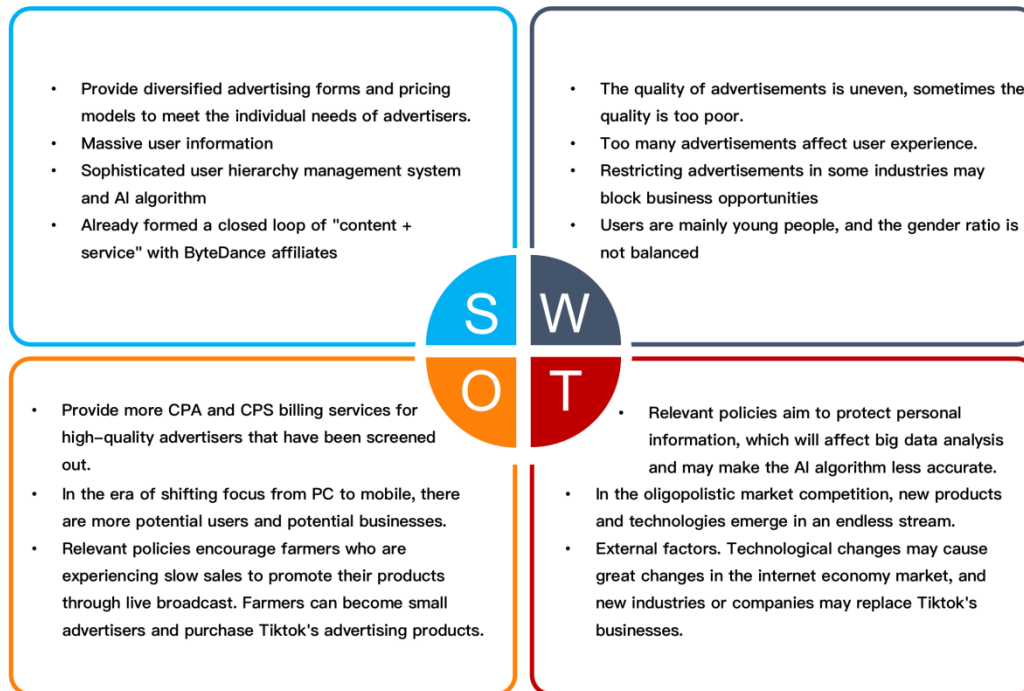 • Provide diversified advertising forms and pricing
models to meet the individual needs of advertisers.
• Massive user information
• Sophisticated user hierarchy management system
and AI algorithm
• Already formed a closed loop of "content +
service" with ByteDance affiliates
• The quality of advertisements is uneven, sometimes the
quality is too poor.
• Too many advertisements affect user experience.
• Restricting advertisements in some industries may
block business opportunities
• Users are mainly young people, and the gender ratio is
not balanced
S
W
O
T
• Provide more CPA and CPS billing services for
high-quality advertisers that have been screened
out.
• In the era of shifting focus from PC to mobile, there
are more potential users and potential businesses.
• Relevant policies encourage farmers who are
experiencing slow sales to promote their products
through live broadcast. Farmers can become small
advertisers and purchase Tiktok's advertising products.
• Relevant policies aim to protect personal
information, which will affect big data analysis
and may make the AI algorithm less accurate.
• In the oligopolistic market competition, new products
and technologies emerge in an endless stream.
• External factors. Technological changes may cause
great changes in the internet economy market, and
new industries or companies may replace Tiktok's
businesses.